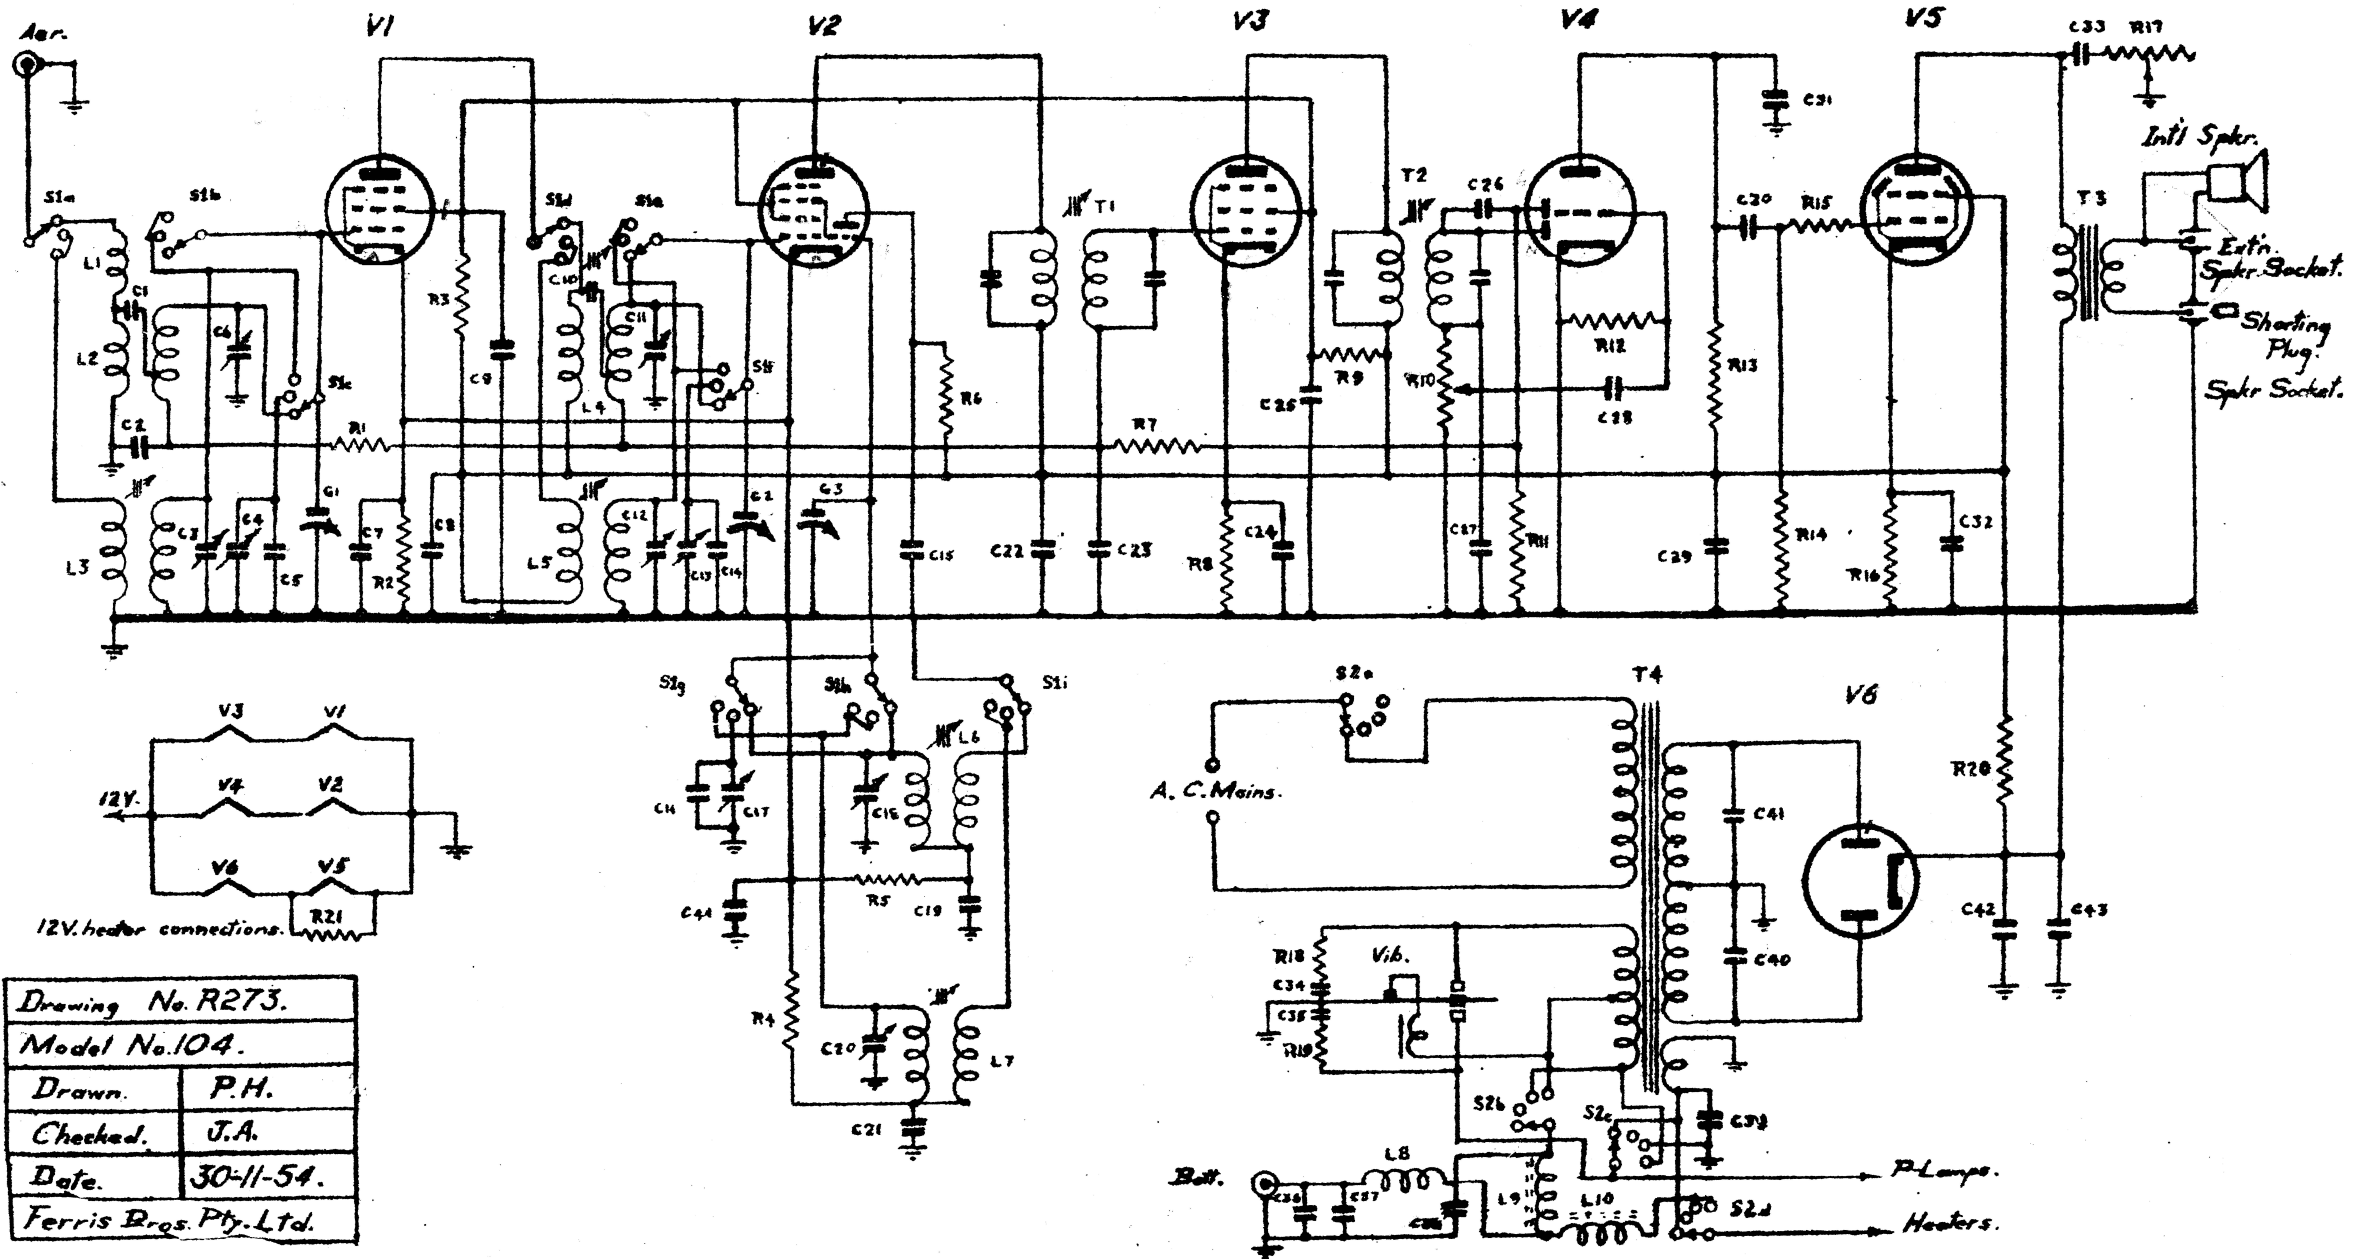 V1
V2
V3
V4
V5
Aer.
C33
R17
C31
Int'l Spkr.
S1a
S1b
S1d
S1e
T1
T2
C26
C30
R15
T3
Ext'n.
Spkr. Socket.
L1
C1
C10
C11
R3
C6
L2
S1c
C9
L4
S1f
R6
R9
R10
R12
R13
Shorting
Plug.
Spkr Socket.
C25
C28
C2
R1
R7
C3
C4
G1
C7
C8
C12
G2
G3
L3
C5
R2
L5
C13
C14
C15
C22
C23
R8
C24
C27
R11
C29
R14
R16
C32
S1g
S1h
S1i
S2a
T4
V6
V3
V1
L6
12V.
V4
V2
A.C. Mains.
R20
C17
C18
C41
V6
V5
R21
12V. heater connections.
C44
R5
C19
C42
C43
R18
Vib.
C34
C35
R19
C40
R4
C20
L7
C21
S2b
S2c
L8
Batt.
C36
C37
L9
L10
S2d
P-Lamps.
Heaters.
Drawing No. R273.
Model No. 104.
Drawn. P.H.
Checked. J.A.
Date. 30-11-54.
Ferris Bros. Pty. Ltd.